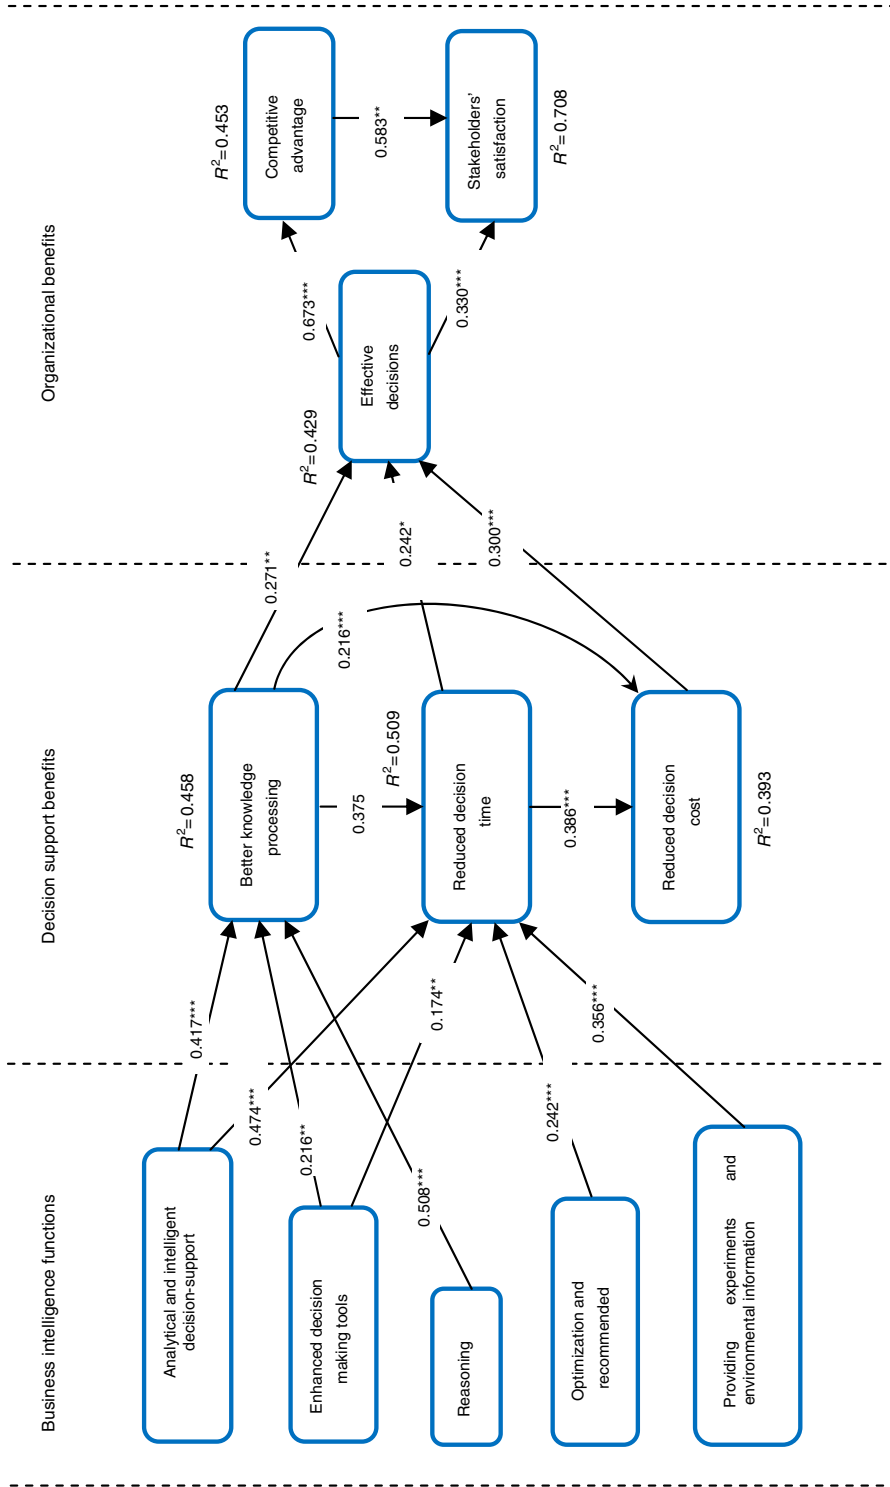 Business intelligence functions
Decision support benefits
Organizational benefits
Analytical and intelligent
decision-support
Enhanced decision
making tools
Reasoning
Optimization and
recommended
Providing experiments and
environmental information
0.417***
0.474***
0.216**
0.174**
0.508***
0.242***
0.356***
R²=0.458
Better knowledge
processing
0.375
R²=0.509
Reduced decision
time
0.386***
Reduced decision
cost
R²=0.393
0.216***
0.271**
0.242*
0.300***
R²=0.429
Effective
decisions
0.673***
0.330***
R²=0.453
Competitive
advantage
0.583**
Stakeholders'
satisfaction
R²=0.708